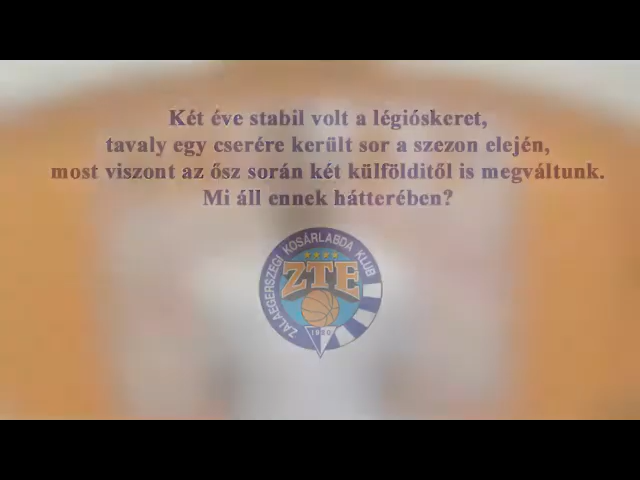 Két éve stabil volt a légióskeret,
tavaly egy cserére került sor a szezon elején,
most viszont az ősz során két külfölditől is megváltunk.
Mi áll ennek hátterében?
ZALAEGERSZEGI KOSÁRLABDA KLUB
ZTE
1920